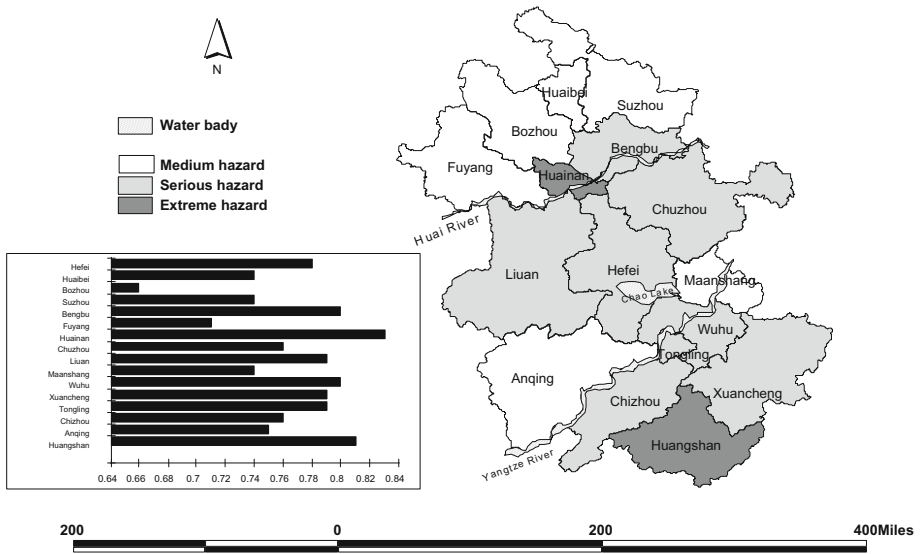 N
Water bady
Medium hazard
Serious hazard
Extreme hazard
Huaibei
Suzhou
Bozhou
Bengbu
Fuyang
Huainan
Chuzhou
Huai River
Liuan
Hefei
Maanshang
Chao Lake
Wuhu
Tongling
Anqing
Xuancheng
Chizhou
Huangshan
Yangtze River
Hefei
Huaibei
Bozhou
Suzhou
Bengbu
Fuyang
Huainan
Chuzhou
Liuan
Maanshang
Wuhu
Xuancheng
Tongling
Chizhou
Anqing
Huangshan
0.64 0.66 0.68 0.7 0.72 0.74 0.76 0.78 0.8 0.82 0.84
200 0 200 400Miles